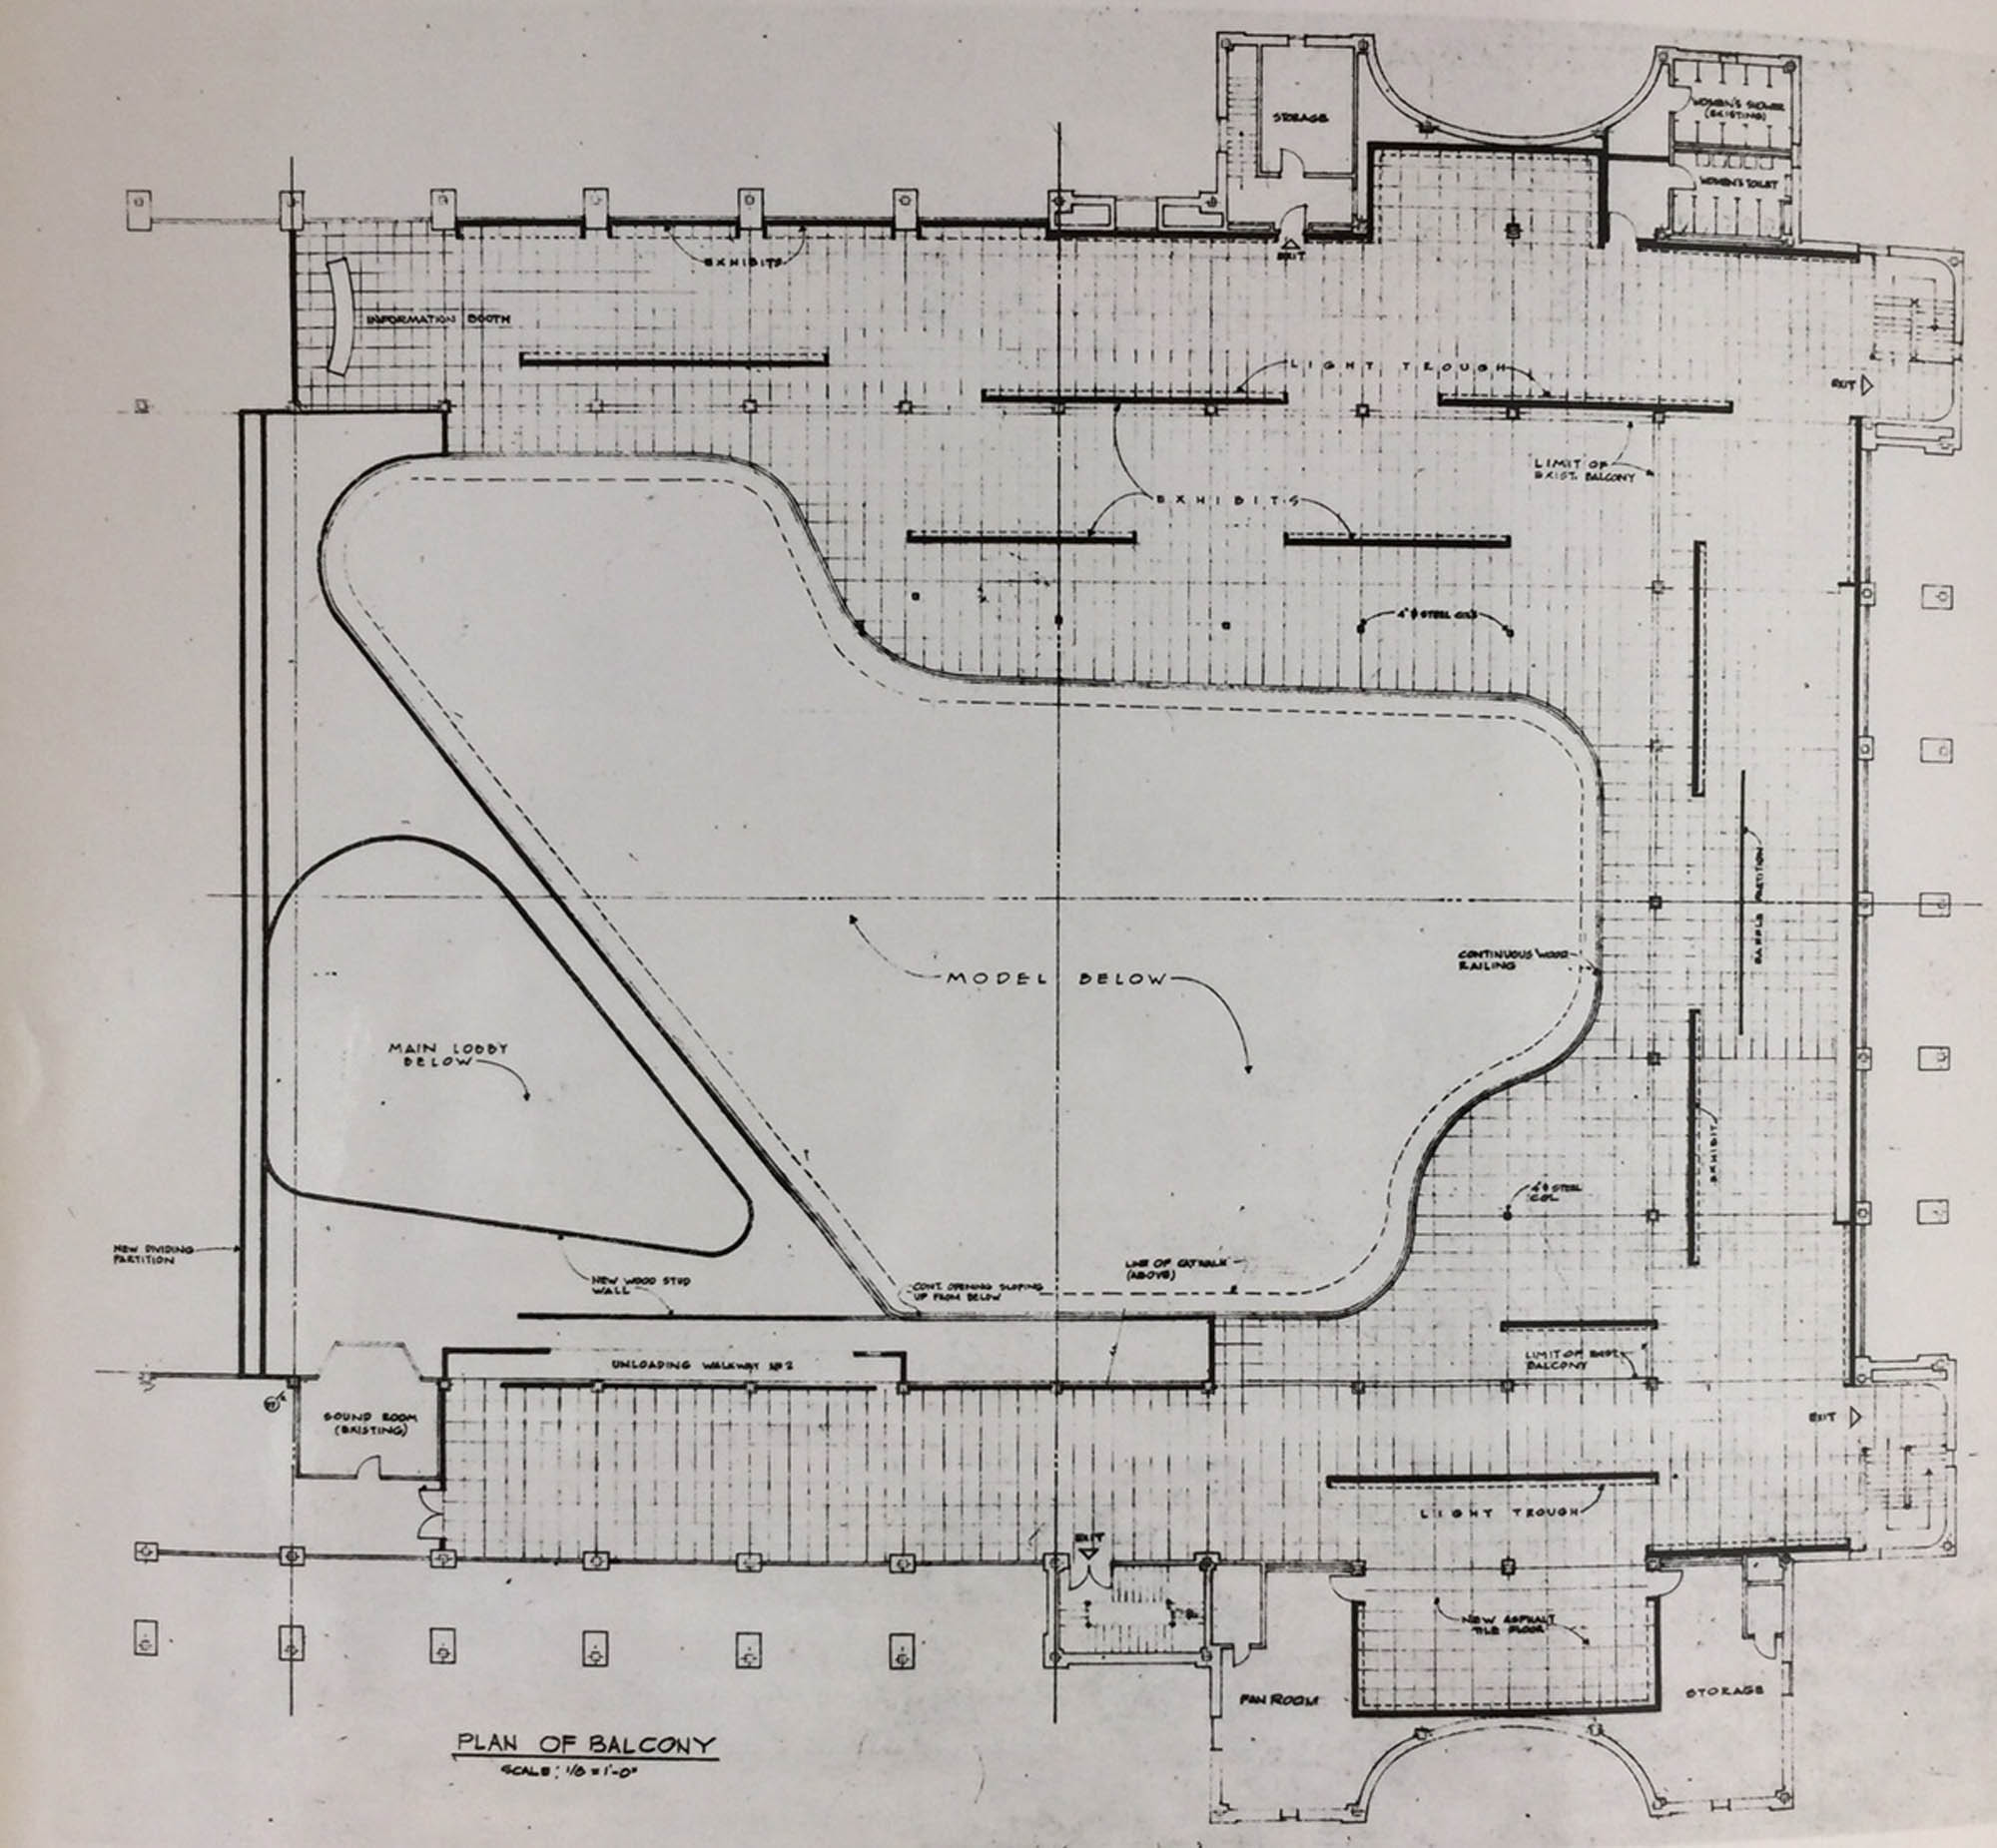 STORAGE
WOMEN'S SHOWER
(EXISTING)
WOMEN'S TOILET
EXHIBITS
EXIT
INFORMATION BOOTH
LIGHT TROUGH
EXIT
LIMIT OF
EXIST. BALCONY
EXHIBITS
4"φ STEEL COLS
PARTITION
CONTINUOUS WOOD
RAILING
MODEL BELOW
MAIN LOBBY
BELOW
EXHIBIT
4"φ STEEL
COL.
NEW DIVIDING
PARTITION
LINE OF CATWALK
(ABOVE)
NEW WOOD STUD
WALL
CONT. OPENING SLOPING
UP FROM BELOW
UNLOADING WALKWAY Nº 2
LIMIT OF EXIST.
BALCONY
SOUND ROOM
(EXISTING)
EXIT
LIGHT TROUGH
EXIT
NEW ASPHALT
TILE FLOOR
FAN ROOM
STORAGE
PLAN OF BALCONY
SCALE: 1/8 = 1'-0"